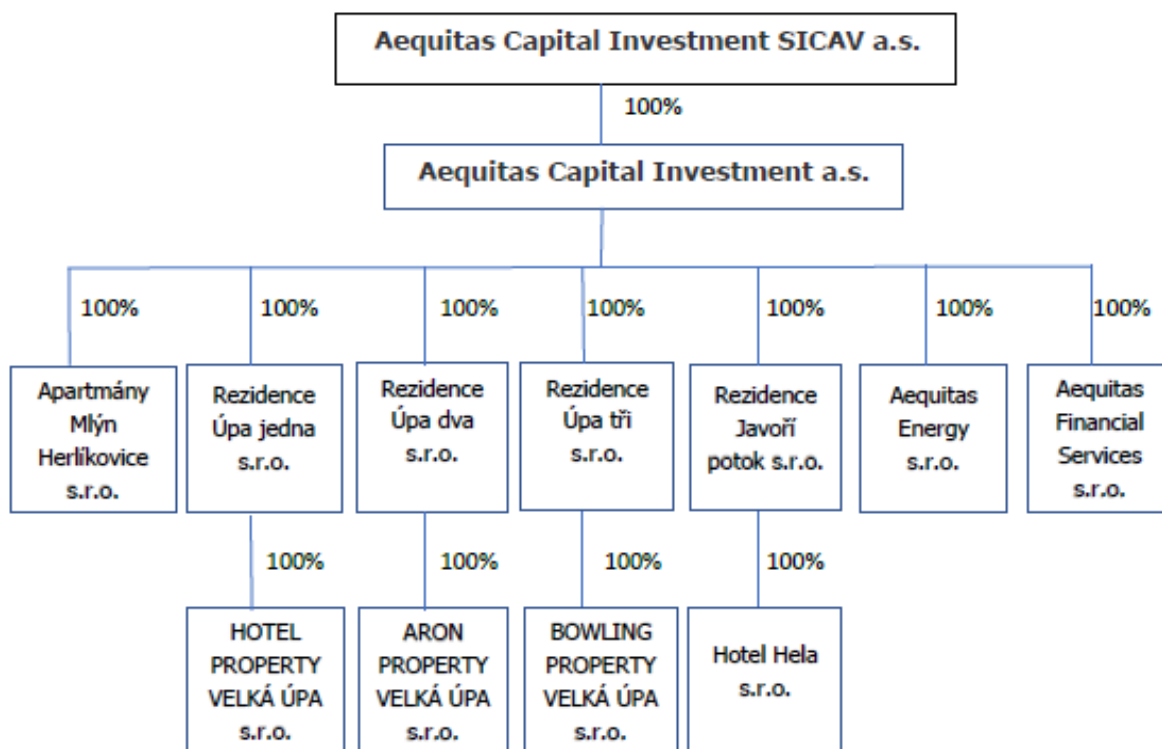 Aequitas Capital Investment SICAV a.s.
100%
Aequitas Capital Investment a.s.
100%
100%
100%
100%
100%
100%
100%
Apartmány
Mlýn
Herlíkovice
s.r.o.
Rezidence
Úpa jedna
s.r.o.
Rezidence
Úpa dva
s.r.o.
Rezidence
Úpa tři
s.r.o.
Rezidence
Javoří
potok s.r.o.
Aequitas
Energy
s.r.o.
Aequitas
Financial
Services
s.r.o.
100%
100%
100%
100%
HOTEL
PROPERTY
VELKÁ ÚPA
s.r.o.
ARON
PROPERTY
VELKÁ ÚPA
s.r.o.
BOWLING
PROPERTY
VELKÁ ÚPA
s.r.o.
Hotel Hela
s.r.o.